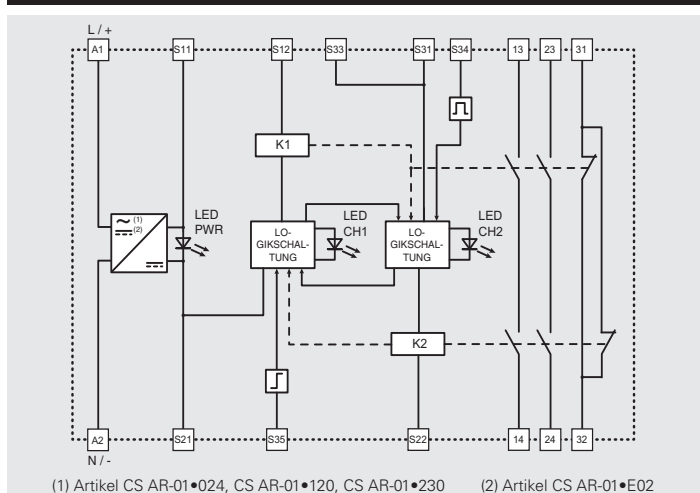 L / +
A1 S11 S12 S33 S31 S34 13 23 31
K1
(1)
(2)
LED
PWR
LO-
GIKSCHAL-
TUNG
LED
CH1
LO-
GIKSCHAL-
TUNG
LED
CH2
K2
A2 S21 S35 S22 14 24 32
N / -
(1) Artikel CS AR-01•024, CS AR-01•120, CS AR-01•230 (2) Artikel CS AR-01•E02